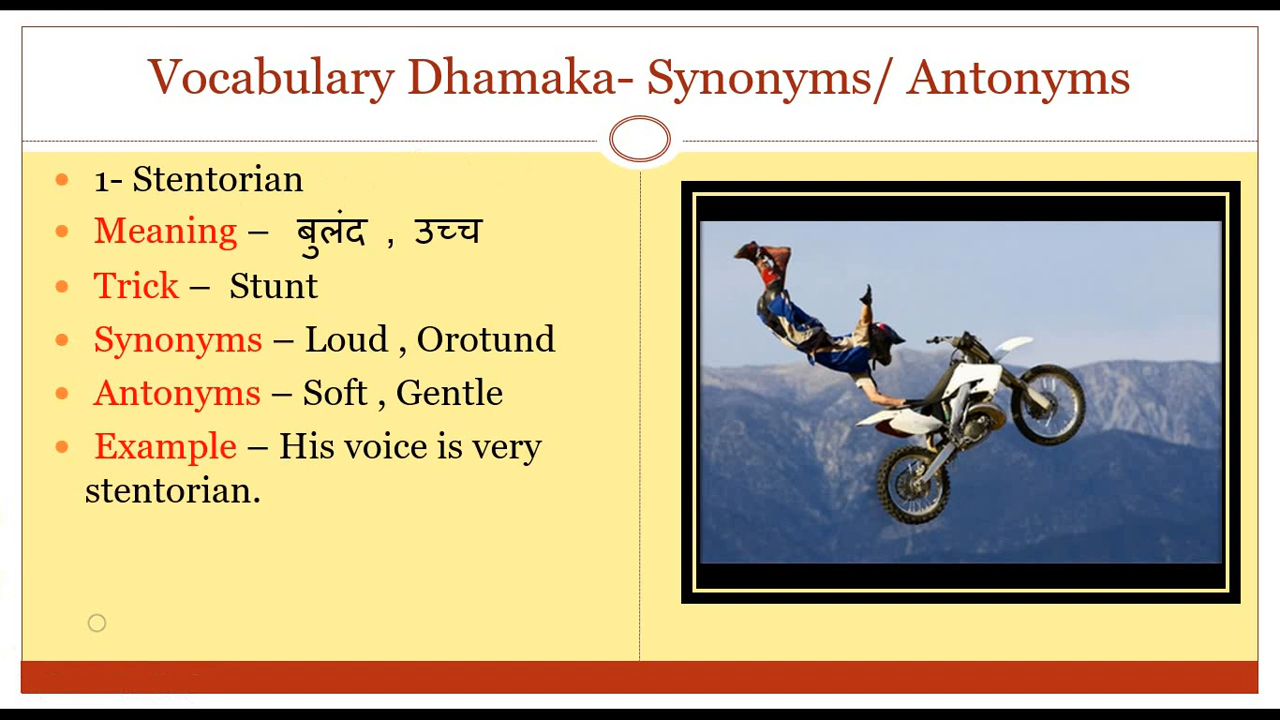 Vocabulary Dhamaka- Synonyms/ Antonyms
1- Stentorian
Meaning – बुलंद , उच्च
Trick – Stunt
Synonyms – Loud , Orotund
Antonyms – Soft , Gentle
Example – His voice is very
stentorian.